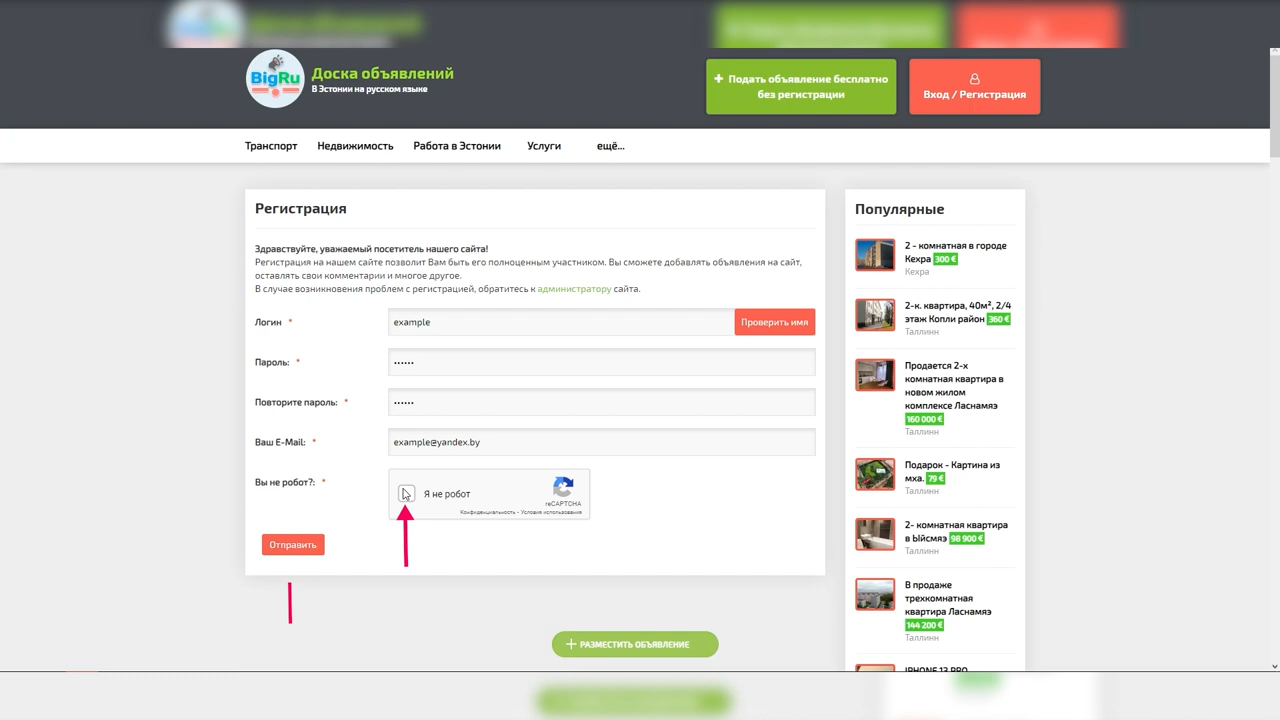 BigRu
Доска объявлений
В Эстонии на русском языке
Подать объявление бесплатно
без регистрации
Вход / Регистрация
Транспорт
Недвижимость
Работа в Эстонии
Услуги
ещё...
Регистрация
Здравствуйте, уважаемый посетитель нашего сайта!
Регистрация на нашем сайте позволит Вам быть его полноценным участником. Вы сможете добавлять объявления на сайт,
оставлять свои комментарии и многое другое.
В случае возникновения проблем с регистрацией, обратитесь к администратору сайта.
Логин *
example
Проверить имя
Пароль: *
••••••
Повторите пароль: *
••••••
Ваш E-Mail: *
example@yandex.by
Вы не робот?: *
Я не робот
reCAPTCHA
Конфиденциальность - Условия использования
Отправить
РАЗМЕСТИТЬ ОБЪЯВЛЕНИЕ
Популярные
2 - комнатная в городе
Кехра 300 €
Кехра
2-к. квартира, 40м², 2/4
этаж Копли район 360 €
Таллинн
Продается 2-х
комнатная квартира в
новом жилом
комплексе Ласнамяэ
160 000 €
Таллинн
Подарок - Картина из
мха. 79 €
Таллинн
2- комнатная квартира
в Ыйсмяэ 98 900 €
Таллинн
В продаже
трехкомнатная
квартира Ласнамяэ
144 200 €
Таллинн
IPHONE 13 PRO